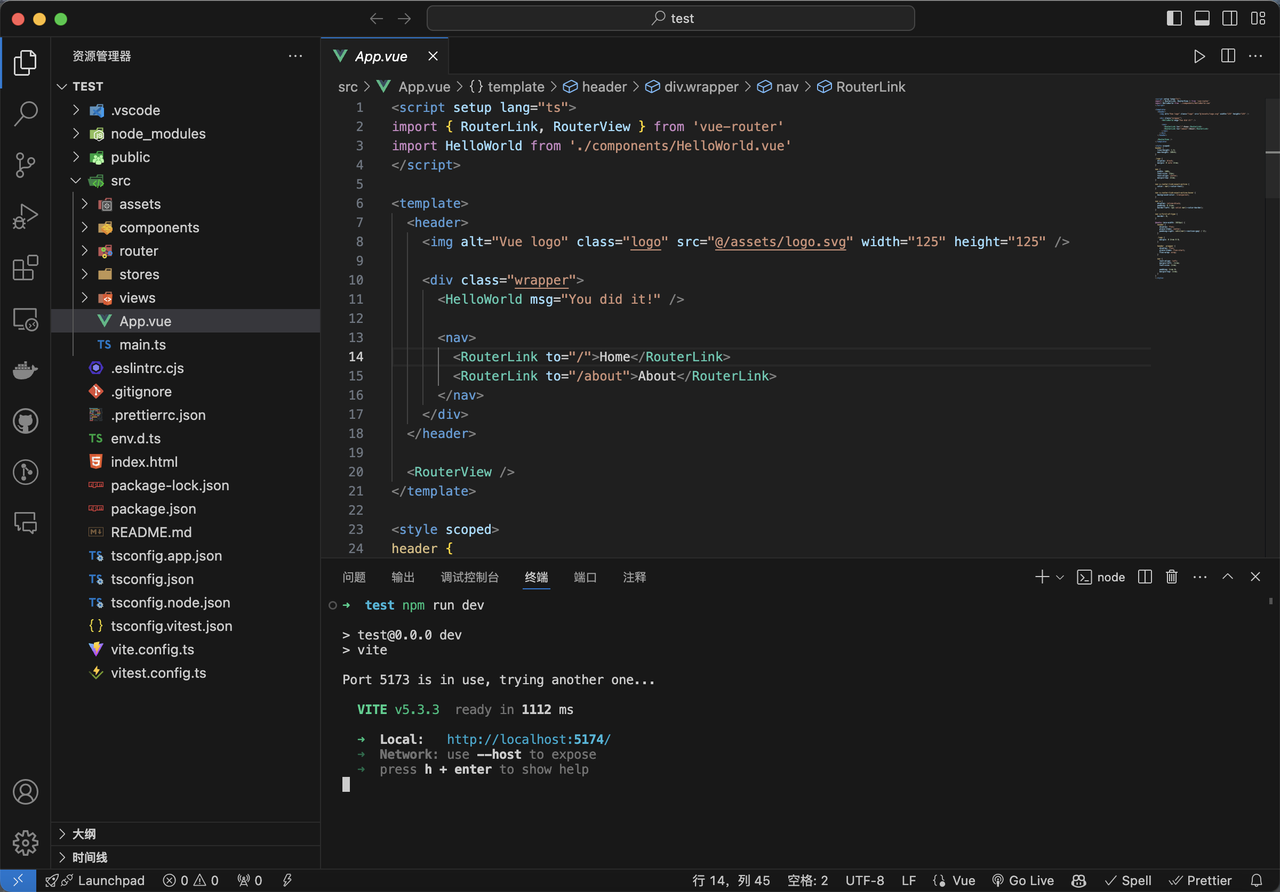 test
资源管理器
TEST
.vscode
node_modules
public
src
assets
components
router
stores
views
App.vue
TS main.ts
.eslintrc.cjs
.gitignore
.prettierrc.json
TS env.d.ts
index.html
package-lock.json
package.json
README.md
TS tsconfig.app.json
TS tsconfig.json
TS tsconfig.node.json
{ } tsconfig.vitest.json
vite.config.ts
vitest.config.ts
大纲
时间线
App.vue
src > App.vue > { } template > header > div.wrapper > nav > RouterLink
1 <script setup lang="ts">
2 import { RouterLink, RouterView } from 'vue-router'
3 import HelloWorld from './components/HelloWorld.vue'
4 </script>
5
6 <template>
7 <header>
8 <img alt="Vue logo" class="logo" src="@/assets/logo.svg" width="125" height="125" />
9
10 <div class="wrapper">
11 <HelloWorld msg="You did it!" />
12
13 <nav>
14 <RouterLink to="/">Home</RouterLink>
15 <RouterLink to="/about">About</RouterLink>
16 </nav>
17 </div>
18 </header>
19
20 <RouterView />
21 </template>
22
23 <style scoped>
24 header {
问题 输出 调试控制台 终端 端口 注释
node
➜ test npm run dev
> test@0.0.0 dev
> vite
Port 5173 is in use, trying another one...
VITE v5.3.3 ready in 1112 ms
➜ Local: http://localhost:5174/
➜ Network: use --host to expose
➜ press h + enter to show help
Launchpad 0 0 0 行 14, 列 45 空格: 2 UTF-8 LF Vue Go Live Spell Prettier